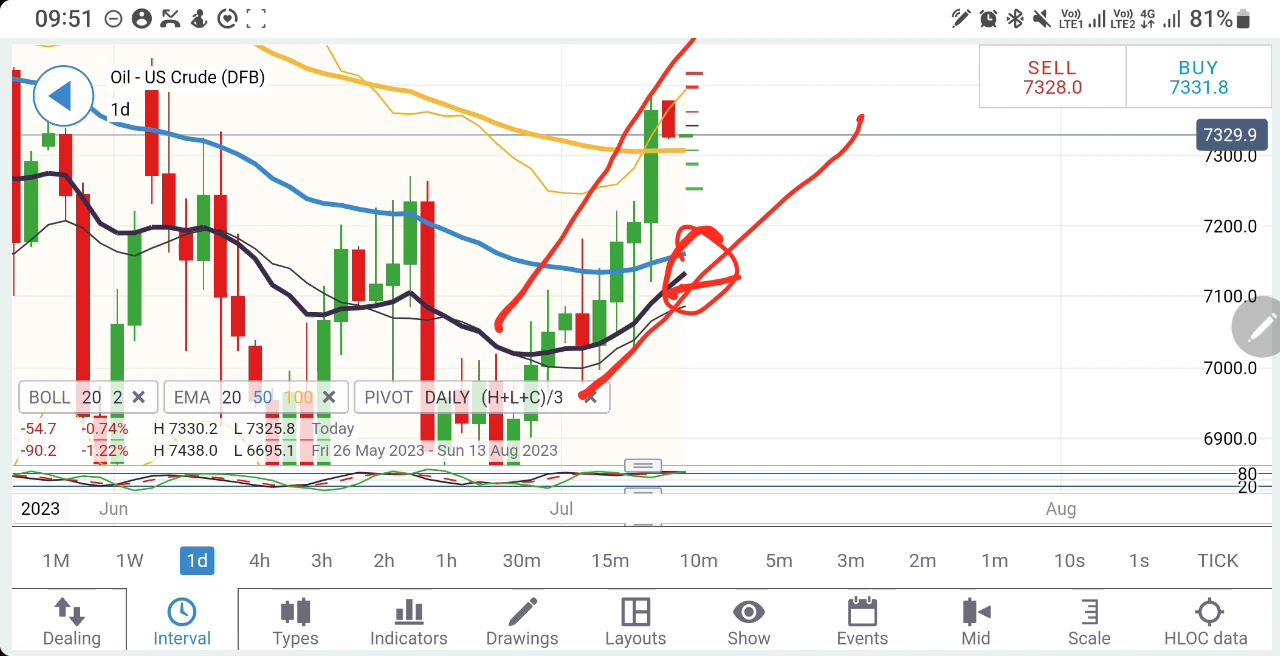 09:51
Vo)) LTE1 Vo)) LTE2 4G 81%
Oil - US Crude (DFB)
1d
SELL
7328.0
BUY
7331.8
7329.9
7300.0
7200.0
7100.0
7000.0
6900.0
BOLL 20 2
EMA 20 50 100
PIVOT DAILY (H+L+C)/3
-54.7 -0.74% H 7330.2 L 7325.8 Today
-90.2 -1.22% H 7438.0 L 6695.1 Fri 26 May 2023 - Sun 13 Aug 2023
80
20
2023 Jun Jul Aug
1M 1W 1d 4h 3h 2h 1h 30m 15m 10m 5m 3m 2m 1m 10s 1s TICK
Dealing Interval Types Indicators Drawings Layouts Show Events Mid Scale HLOC data